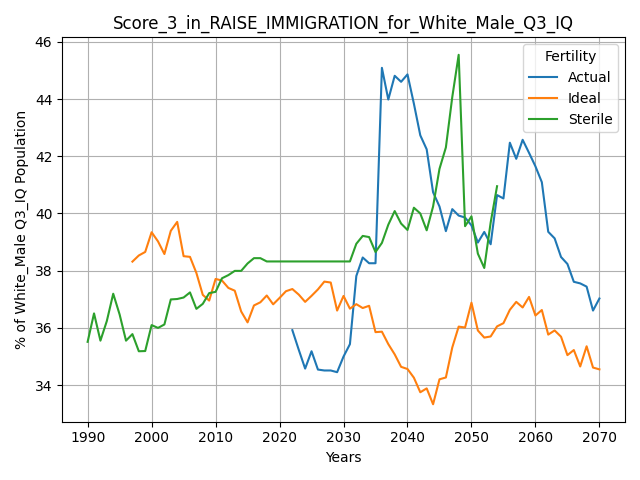 Score_3_in_RAISE_IMMIGRATION_for_White_Male_Q3_IQ
% of White_Male Q3_IQ Population
46
44
42
40
38
36
34
Fertility
Actual
Ideal
Sterile
1990 2000 2010 2020 2030 2040 2050 2060 2070
Years